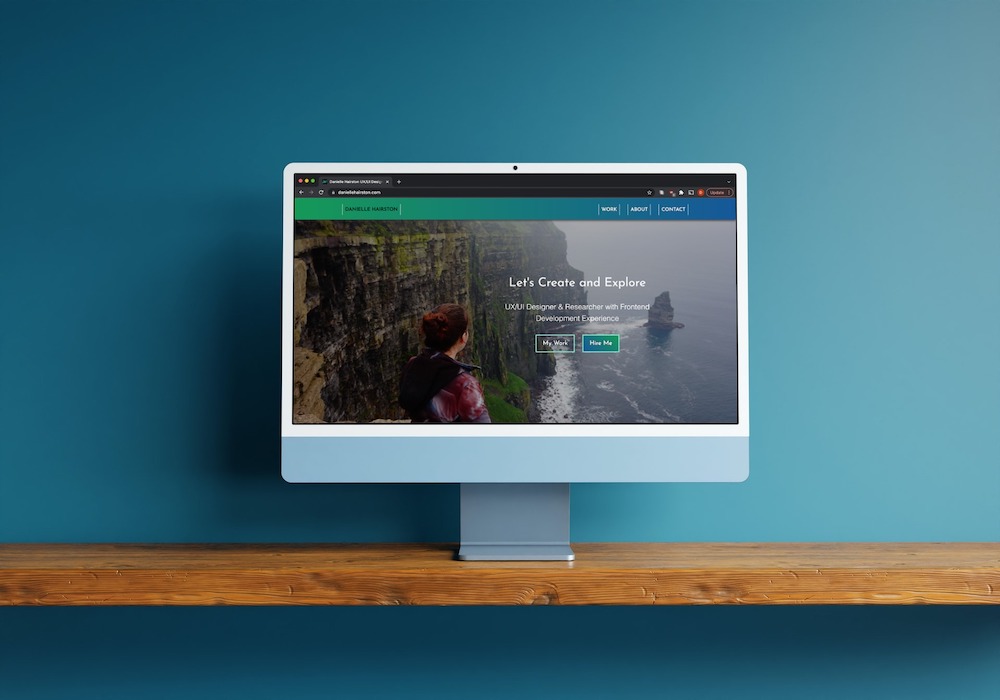 Danielle Hairston UX/UI Desig
daniellehairston.com
Update
DANIELLE HAIRSTON
WORK
ABOUT
CONTACT
Let's Create and Explore
UX/UI Designer & Researcher with Frontend
Development Experience
My Work
Hire Me